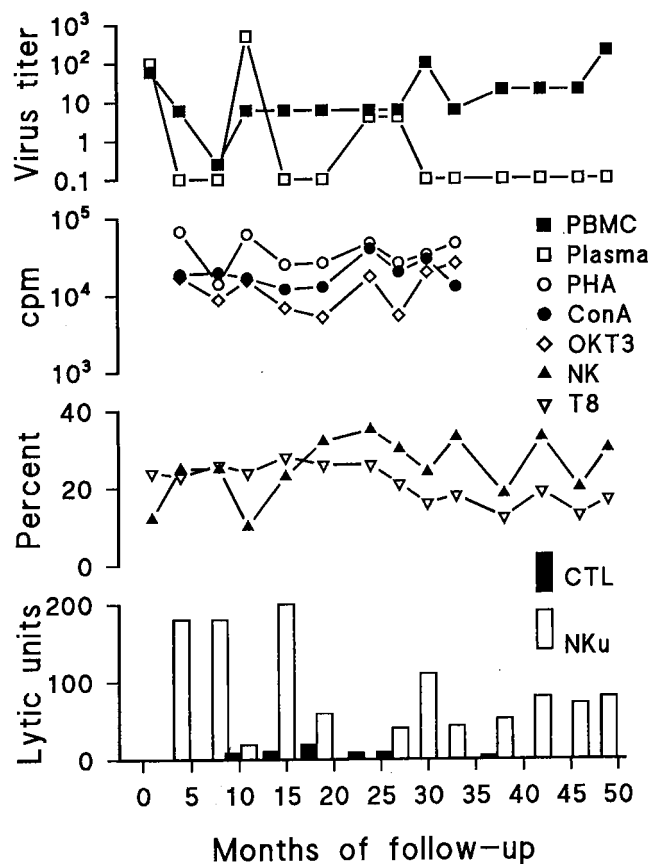 Virus titer
10³
10²
10
1
0.1
cpm
10⁵
10⁴
10³
PBMC
Plasma
PHA
ConA
OKT3
NK
T8
Percent
40
20
0
CTL
NKu
Lytic units
200
100
0
0 5 10 15 20 25 30 35 40 45 50
Months of follow-up